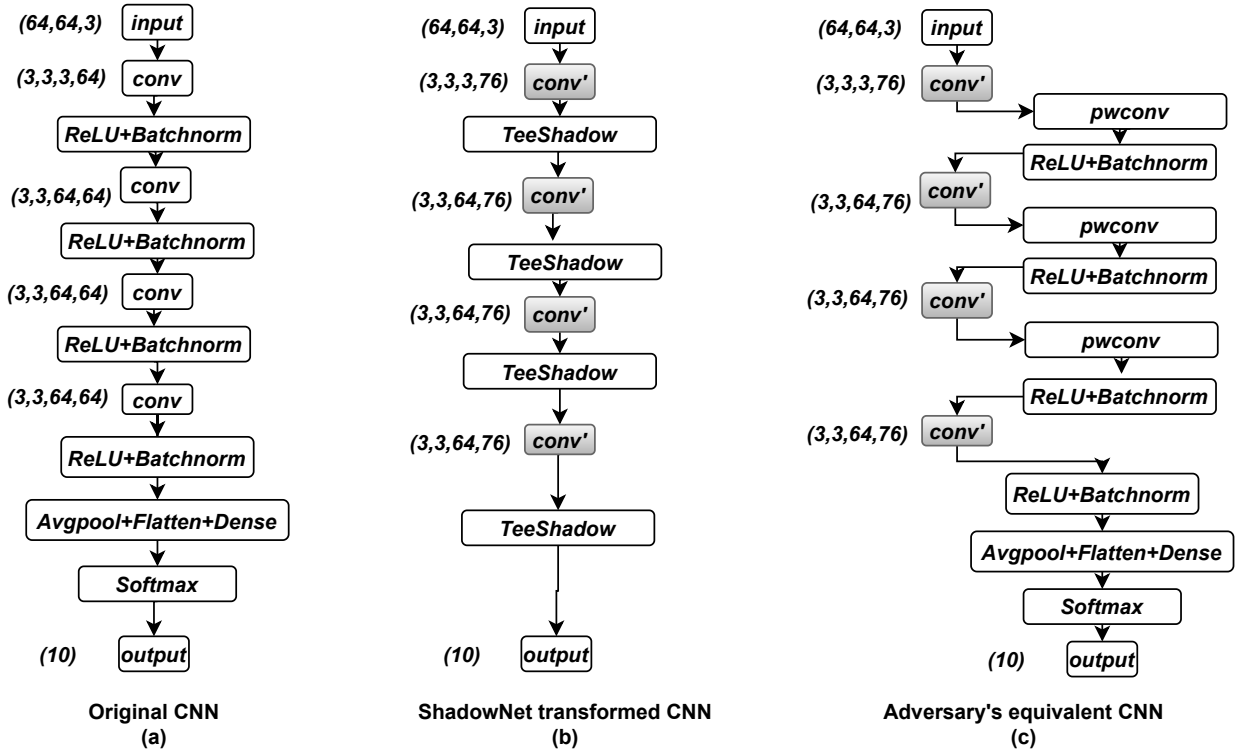 (64,64,3) input
(3,3,3,64) conv
ReLU+Batchnorm
(3,3,64,64) conv
ReLU+Batchnorm
(3,3,64,64) conv
ReLU+Batchnorm
(3,3,64,64) conv
ReLU+Batchnorm
Avgpool+Flatten+Dense
Softmax
(10) output
Original CNN
(a)
(64,64,3) input
(3,3,3,76) conv'
TeeShadow
(3,3,64,76) conv'
TeeShadow
(3,3,64,76) conv'
TeeShadow
(3,3,64,76) conv'
TeeShadow
(10) output
ShadowNet transformed CNN
(b)
(64,64,3) input
(3,3,3,76) conv'
pwconv
ReLU+Batchnorm
(3,3,64,76) conv'
pwconv
ReLU+Batchnorm
(3,3,64,76) conv'
pwconv
ReLU+Batchnorm
(3,3,64,76) conv'
ReLU+Batchnorm
Avgpool+Flatten+Dense
Softmax
(10) output
Adversary's equivalent CNN
(c)